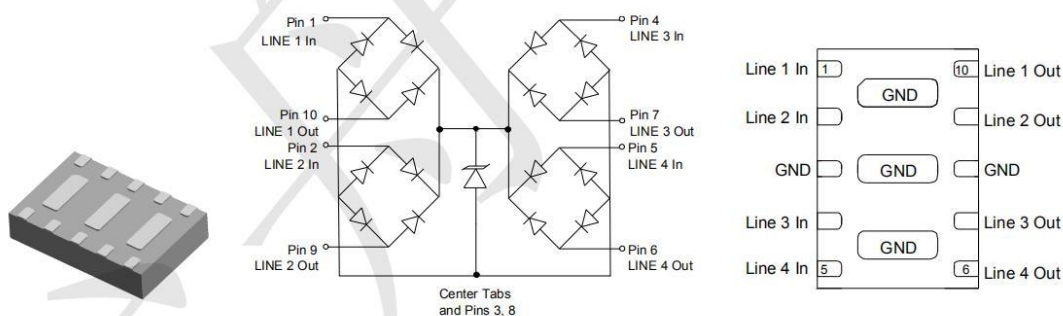 Pin 1
LINE 1 In
Pin 10
LINE 1 Out
Pin 2
LINE 2 In
Pin 9
LINE 2 Out
Pin 4
LINE 3 In
Pin 7
LINE 3 Out
Pin 5
LINE 4 In
Pin 6
LINE 4 Out
Center Tabs
and Pins 3, 8
Line 1 In 1 10 Line 1 Out
GND
Line 2 In Line 2 Out
GND GND GND
Line 3 In Line 3 Out
GND
Line 4 In 5 6 Line 4 Out